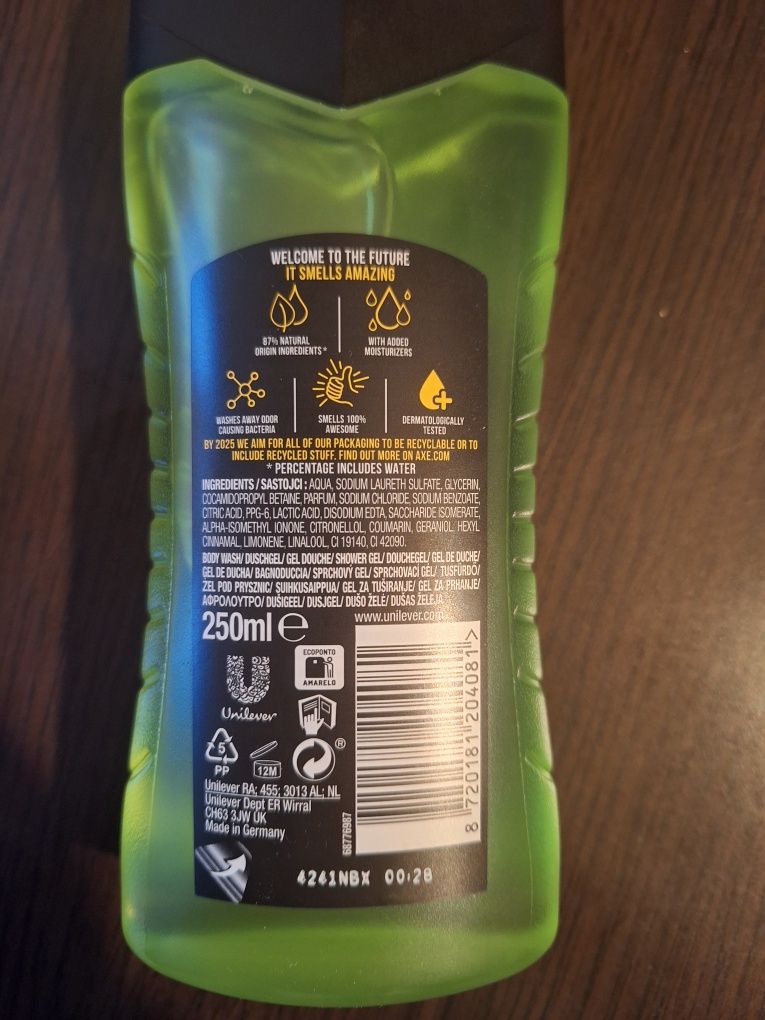 WELCOME TO THE FUTURE
IT SMELLS AMAZING
87% NATURAL
ORIGIN INGREDIENTS*
WITH ADDED
MOISTURIZERS
WASHES AWAY ODOR
CAUSING BACTERIA
SMELLS 100%
AWESOME
DERMATOLOGICALLY
TESTED
BY 2025 WE AIM FOR ALL OF OUR PACKAGING TO BE RECYCLABLE OR TO
INCLUDE RECYCLED STUFF. FIND OUT MORE ON AXE.COM
* PERCENTAGE INCLUDES WATER
INGREDIENTS / SASTOJCI : AQUA, SODIUM LAURETH SULFATE, GLYCERIN,
COCAMIDOPROPYL BETAINE, PARFUM, SODIUM CHLORIDE, SODIUM BENZOATE,
CITRIC ACID, PPG-6, LACTIC ACID, DISODIUM EDTA, SACCHARIDE ISOMERATE,
ALPHA-ISOMETHYL IONONE, CITRONELLOL, COUMARIN, GERANIOL, HEXYL
CINNAMAL, LIMONENE, LINALOOL, CI 19140, CI 42090.
BODY WASH/ DUSCHGEL/ GEL DOUCHE/ SHOWER GEL/ DOUCHEGEL/ GEL DE DUCHE/
GEL DE DUCHA/ BAGNODUCCIA/ SPRCHOVÝ GEL/ SPRCHOVACÍ GÉL/ TUSFÜRDŐ/
ŻEL POD PRYSZNIC/ SUIHKUSAIPPUA/ GEL ZA TUŠIRANJE/ GEL ZA PRHANJE/
ΑΦΡΟΛΟΥΤΡΟ/ DUŠIGEEL/ DUSJGEL/ DUŠO ŽELĖ/ DUŠAS ŽELEJA
www.unilever.com
250ml e
ECOPONTO
AMARELO
Unilever
5
PP
12M
®
Unilever RA; 455; 3013 AL; NL
Unilever Dept ER Wirral
CH63 3JW UK
Made in Germany
68776987
8 720181 204081 >
4241NBX 00:28